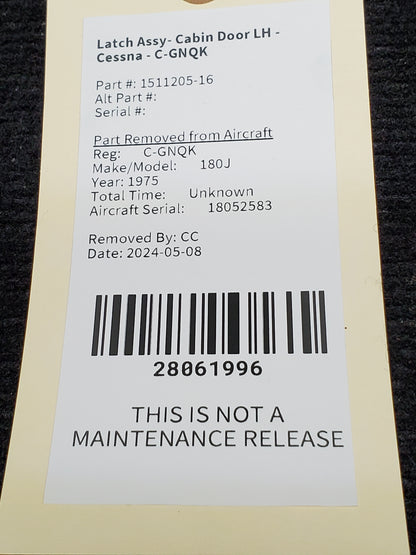 Latch Assy- Cabin Door LH -
Cessna - C-GNQK
Part #: 1511205-16
Alt Part #:
Serial #:
Part Removed from Aircraft
Reg: C-GNQK
Make/Model: 180J
Year: 1975
Total Time: Unknown
Aircraft Serial: 18052583
Removed By: CC
Date: 2024-05-08
28061996
THIS IS NOT A
MAINTENANCE RELEASE